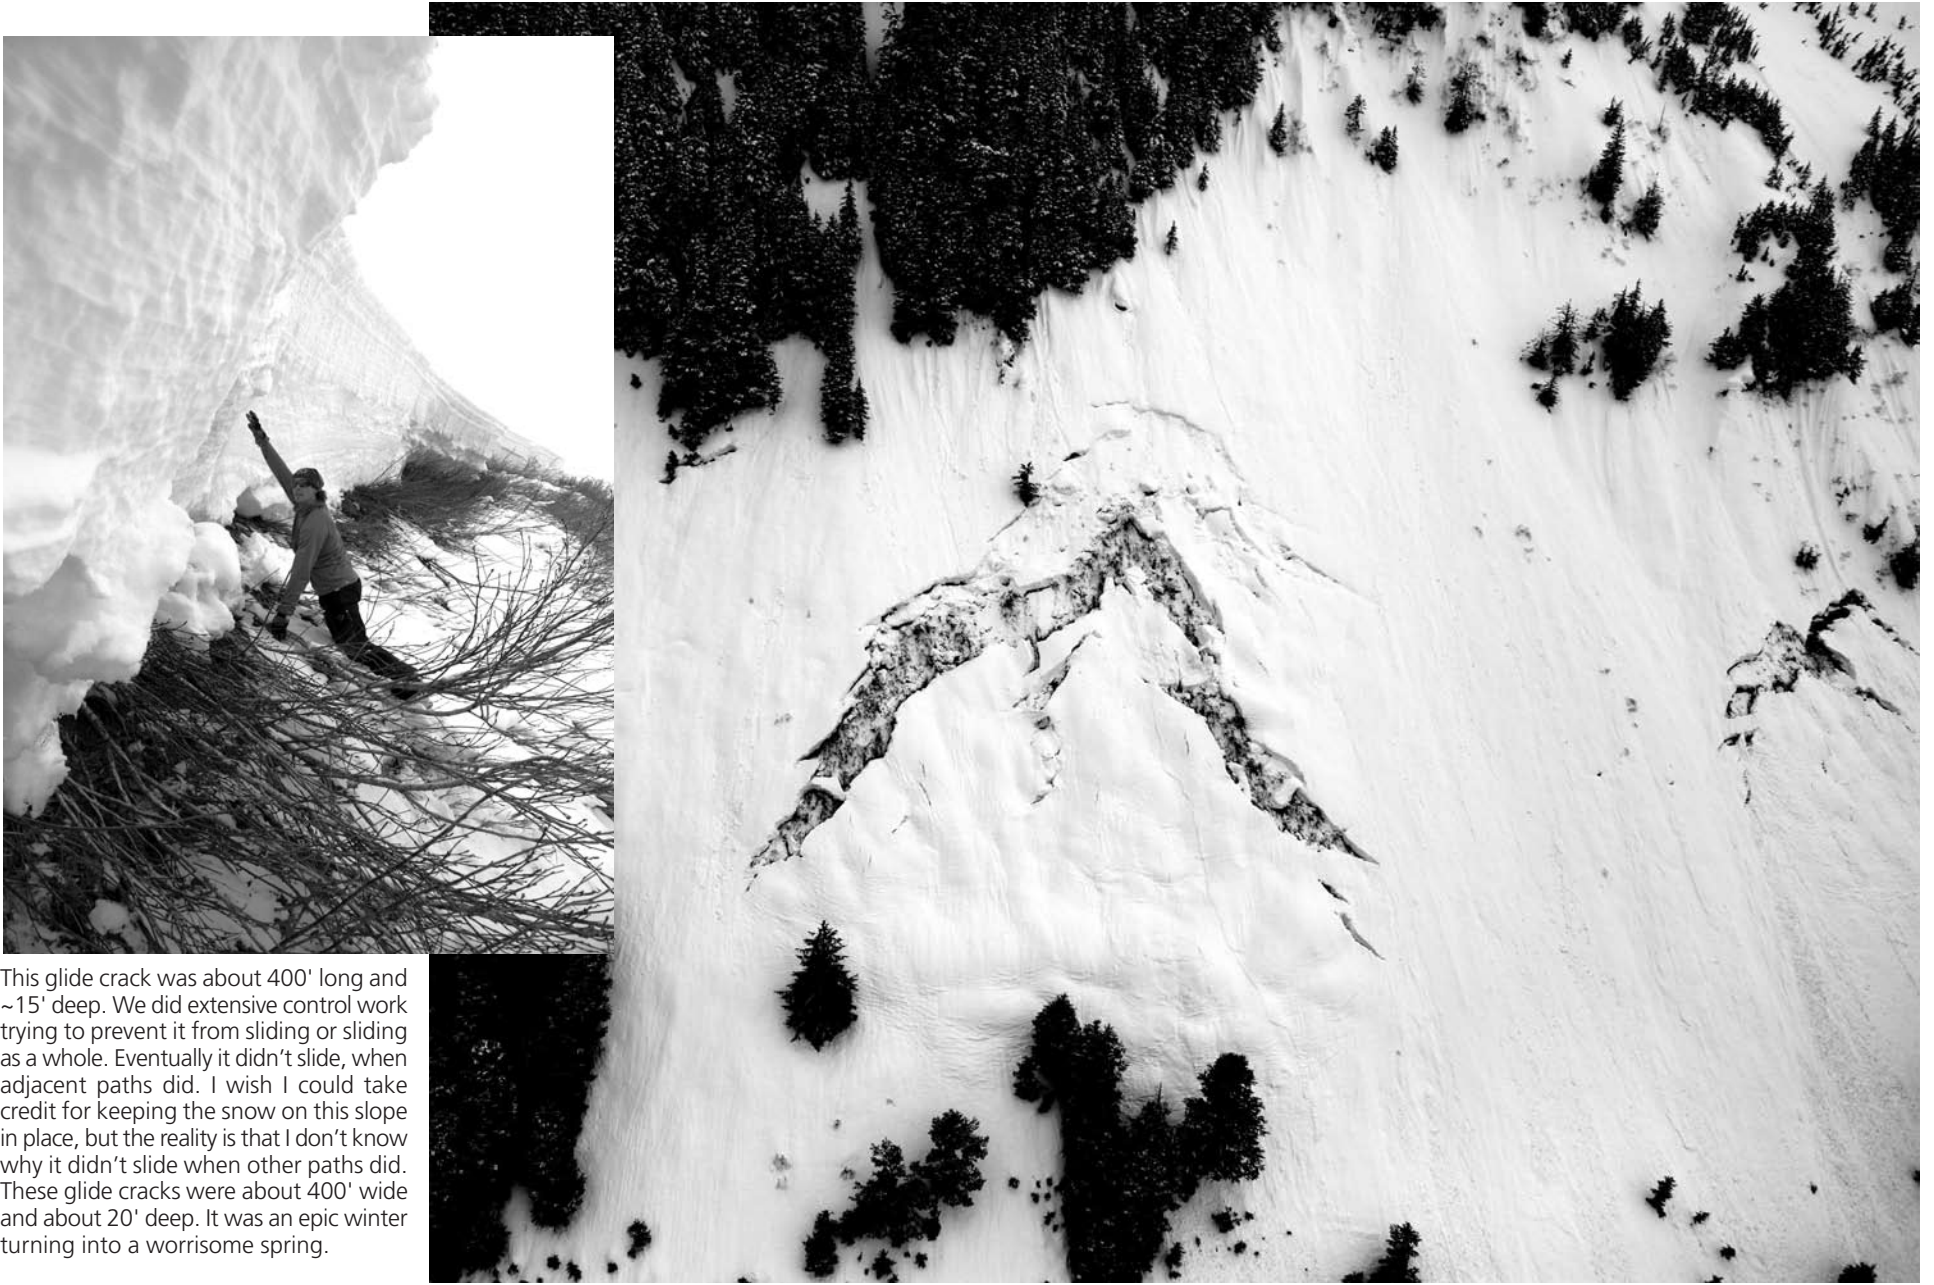 This glide crack was about 400' long and
~15' deep. We did extensive control work
trying to prevent it from sliding or sliding
as a whole. Eventually it didn’t slide, when
adjacent paths did. I wish I could take
credit for keeping the snow on this slope
in place, but the reality is that I don’t know
why it didn’t slide when other paths did.
These glide cracks were about 400' wide
and about 20' deep. It was an epic winter
turning into a worrisome spring.